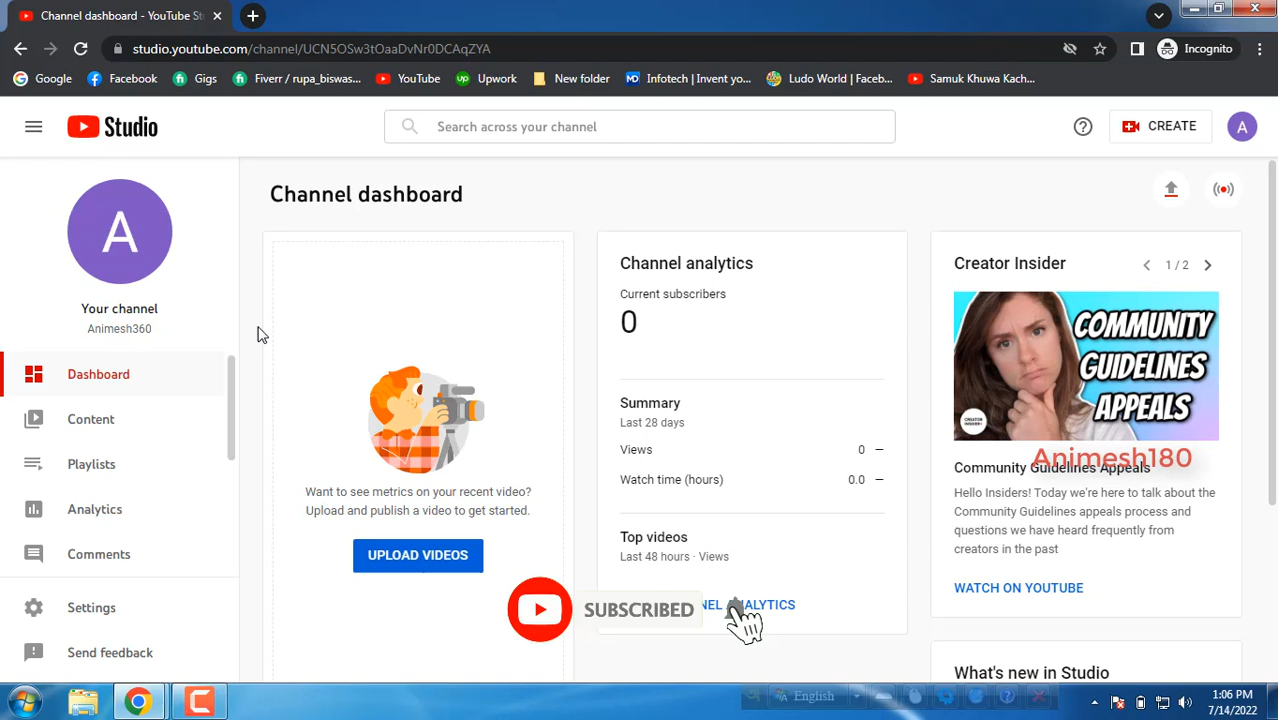 Channel dashboard - YouTube St
studio.youtube.com/channel/UCN5OSw3tOaaDvNr0DCAqZYA
Incognito
Google
Facebook
Gigs
Fiverr / rupa_biswas...
YouTube
Upwork
New folder
Infotech | Invent yo...
Ludo World | Faceb...
Samuk Khuwa Kach...
Studio
Search across your channel
CREATE
A
A
Your channel
Animesh360
Dashboard
Content
Playlists
Analytics
Comments
Settings
Send feedback
Channel dashboard
Want to see metrics on your recent video?
Upload and publish a video to get started.
UPLOAD VIDEOS
Channel analytics
Current subscribers
0
Summary
Last 28 days
Views 0 —
Watch time (hours) 0.0 —
Top videos
Last 48 hours · Views
NEL ANALYTICS
SUBSCRIBED
Creator Insider
1 / 2
COMMUNITY
GUIDELINES
APPEALS
CREATOR INSIDER
Animesh180
Community Guidelines Appeals
Hello Insiders! Today we're here to talk about the
Community Guidelines appeals process and
questions we have heard frequently from
creators in the past
WATCH ON YOUTUBE
What's new in Studio
English
1:06 PM
7/14/2022